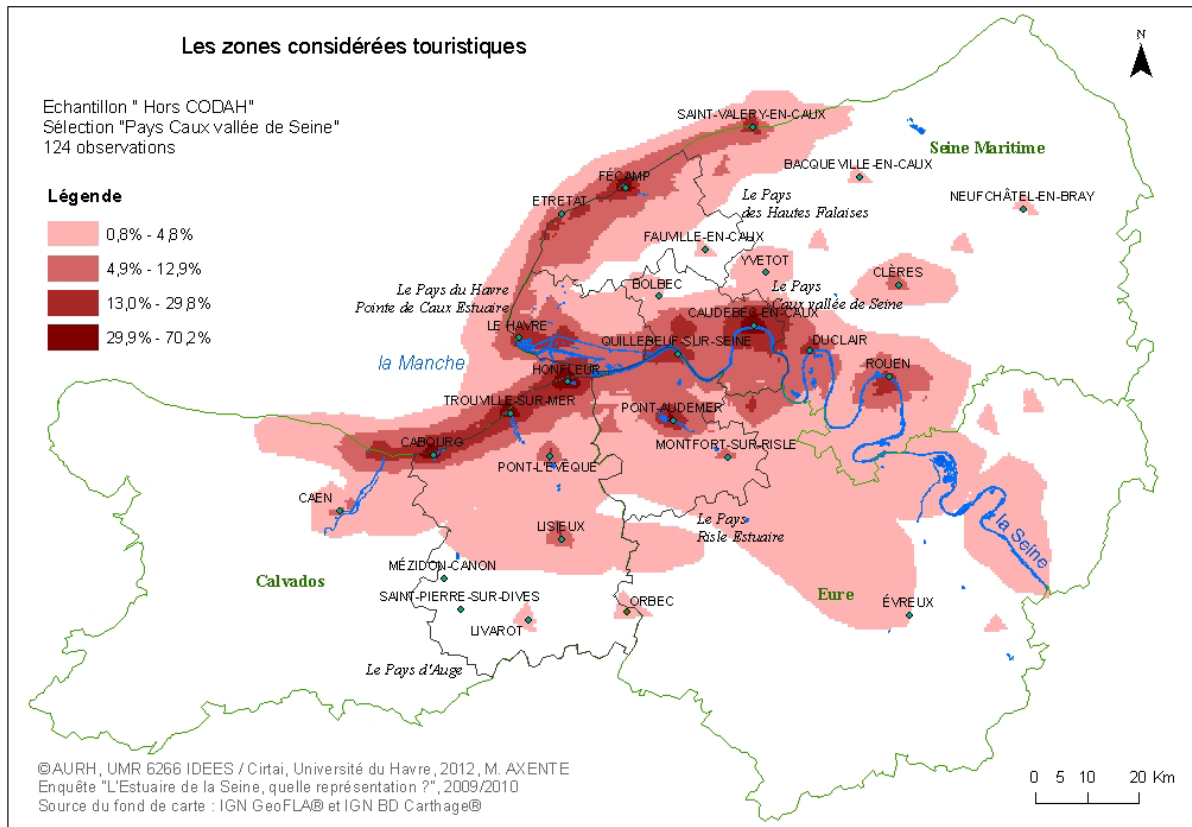 Les zones considérées touristiques
N
Echantillon " Hors CODAH"
Sélection "Pays Caux vallée de Seine"
124 observations
Légende
0,8% - 4,8%
4,9% - 12,9%
13,0% - 29,8%
29,9% - 70,2%
SAINT-VALERY-EN-CAUX
Seine Maritime
BACQUEVILLE-EN-CAUX
FÉCAMP
NEUFCHÂTEL-EN-BRAY
ETRETAT
Le Pays
des Hautes Falaises
FAUVILLE-EN-CAUX
YVETOT
CLÈRES
BOLBEC
Le Pays du Havre
Pointe de Caux Estuaire
Le Pays
Caux vallée de Seine
CAUDEBEC-EN-CAUX
LE HAVRE
QUILLEBEUF-SUR-SEINE
DUCLAIR
la Manche
ROUEN
HONFLEUR
TROUVILLE-SUR-MER
PONT-AUDEMER
CABOURG
MONTFORT-SUR-RISLE
PONT-L'ÉVÊQUE
CAEN
Le Pays
Risle Estuaire
la Seine
LISIEUX
MÉZIDON-CANON
Calvados
SAINT-PIERRE-SUR-DIVES
ORBEC
Eure
ÉVREUX
LIVAROT
Le Pays d'Auge
©AURH, UMR 6266 IDEES / Cirtai, Université du Havre, 2012, M. AXENTE
Enquête "L'Estuaire de la Seine, quelle représentation ?", 2009/2010
Source du fond de carte : IGN GeoFLA® et IGN BD Carthage®
0 5 10 20 Km